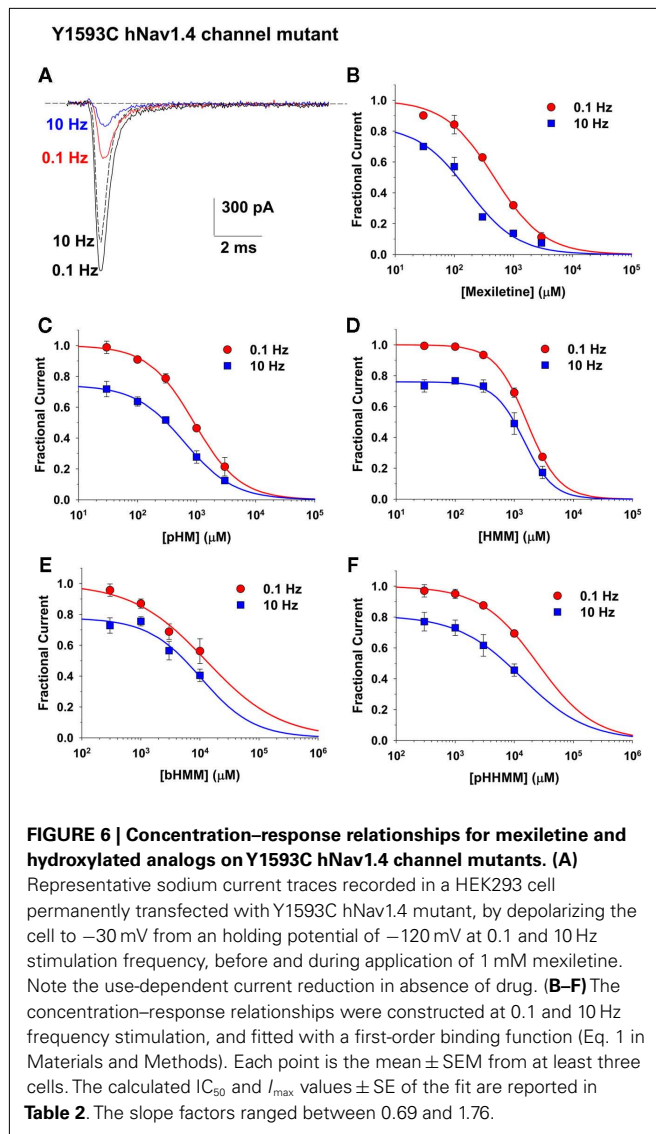 Y1593C hNav1.4 channel mutant
A
10 Hz
0.1 Hz
10 Hz
0.1 Hz
300 pA
2 ms
B
Fractional Current
1.0
0.8
0.6
0.4
0.2
0.0
0.1 Hz
10 Hz
10¹ 10² 10³ 10⁴ 10⁵
[Mexiletine] (µM)
C
Fractional Current
1.0
0.8
0.6
0.4
0.2
0.0
0.1 Hz
10 Hz
10¹ 10² 10³ 10⁴ 10⁵
[pHM] (µM)
D
Fractional Current
1.0
0.8
0.6
0.4
0.2
0.0
0.1 Hz
10 Hz
10¹ 10² 10³ 10⁴ 10⁵
[HMM] (µM)
E
Fractional Current
1.0
0.8
0.6
0.4
0.2
0.0
0.1 Hz
10 Hz
10² 10³ 10⁴ 10⁵ 10⁶
[bHMM] (µM)
F
Fractional Current
1.0
0.8
0.6
0.4
0.2
0.0
0.1 Hz
10 Hz
10² 10³ 10⁴ 10⁵ 10⁶
[pHHMM] (µM)
FIGURE 6 | Concentration–response relationships for mexiletine and
hydroxylated analogs on Y1593C hNav1.4 channel mutants. (A)
Representative sodium current traces recorded in a HEK293 cell
permanently transfected with Y1593C hNav1.4 mutant, by depolarizing the
cell to −30 mV from an holding potential of −120 mV at 0.1 and 10 Hz
stimulation frequency, before and during application of 1 mM mexiletine.
Note the use-dependent current reduction in absence of drug. (B–F) The
concentration–response relationships were constructed at 0.1 and 10 Hz
frequency stimulation, and fitted with a first-order binding function (Eq. 1 in
Materials and Methods). Each point is the mean ± SEM from at least three
cells. The calculated IC₅₀ and Imax values ± SE of the fit are reported in
Table 2. The slope factors ranged between 0.69 and 1.76.